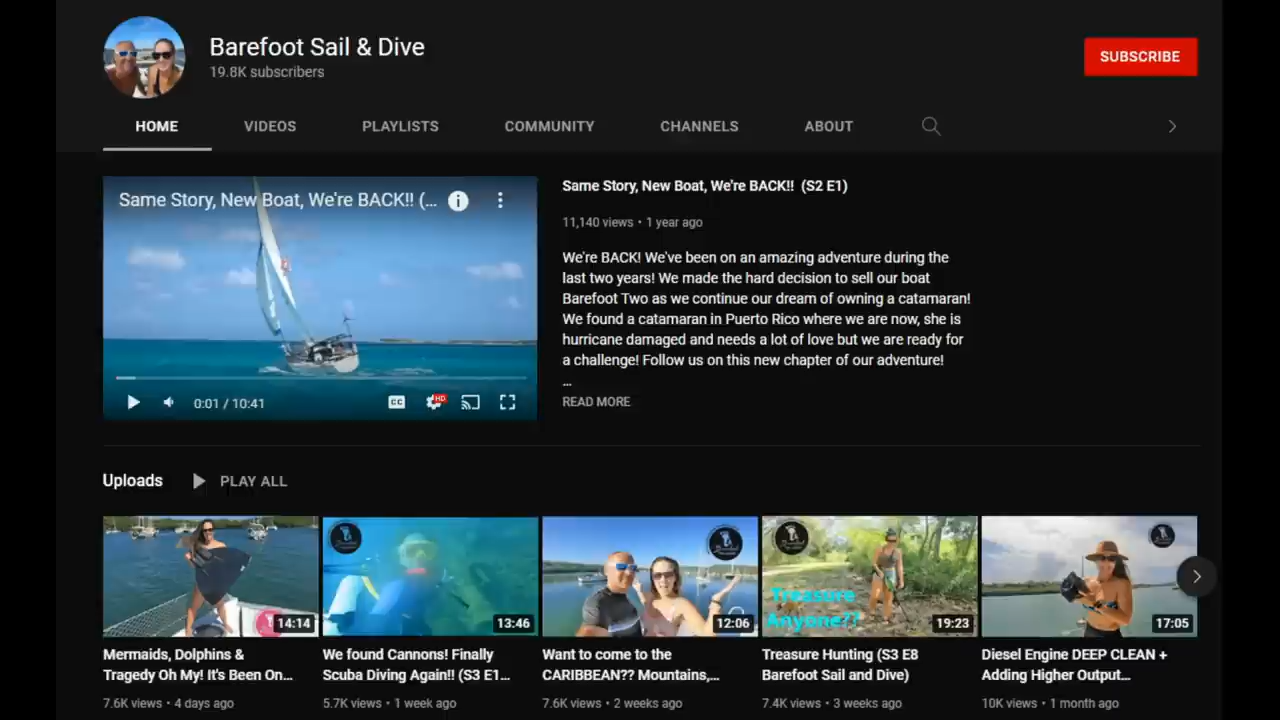 Barefoot Sail & Dive
19.8K subscribers
SUBSCRIBE
HOME
VIDEOS
PLAYLISTS
COMMUNITY
CHANNELS
ABOUT
Same Story, New Boat, We're BACK!! (...
0:01 / 10:41
CC
HD
Same Story, New Boat, We're BACK!! (S2 E1)
11,140 views • 1 year ago
We're BACK! We've been on an amazing adventure during the
last two years! We made the hard decision to sell our boat
Barefoot Two as we continue our dream of owning a catamaran!
We found a catamaran in Puerto Rico where we are now, she is
hurricane damaged and needs a lot of love but we are ready for
a challenge! Follow us on this new chapter of our adventure!
...
READ MORE
Uploads
PLAY ALL
14:14
13:46
12:06
Treasure
Anyone??
19:23
17:05
Mermaids, Dolphins &
Tragedy Oh My! It's Been On...
7.6K views • 4 days ago
We found Cannons! Finally
Scuba Diving Again!! (S3 E1...
5.7K views • 1 week ago
Want to come to the
CARIBBEAN?? Mountains,...
7.6K views • 2 weeks ago
Treasure Hunting (S3 E8
Barefoot Sail and Dive)
7.4K views • 3 weeks ago
Diesel Engine DEEP CLEAN +
Adding Higher Output...
10K views • 1 month ago